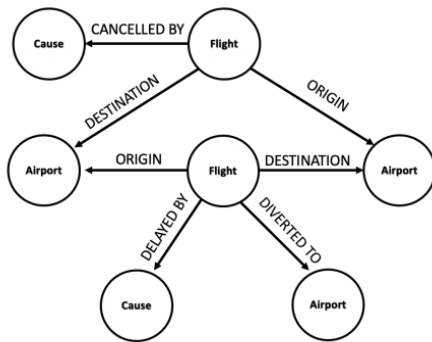 CANCELLED BY
Cause
Flight
DESTINATION
ORIGIN
Airport
ORIGIN
Flight
DESTINATION
Airport
DELAYED BY
DIVERTED TO
Cause
Airport